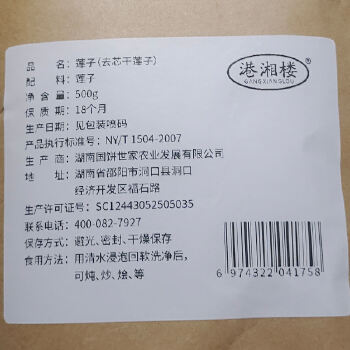 港湘楼®
GANGXIANGLOU
品 名：莲子(去芯干莲子)
配 料：莲子
净 含 量：500g
保 质 期：18个月
生产日期：见包装喷码
产品执行标准号：NY/T 1504-2007
生 产 商：湖南国饼世家农业发展有限公司
地 址：湖南省邵阳市洞口县洞口
经济开发区福石路
生产许可证号：SC12443052505035
联系电话：400-082-7927
保存方式：避光、密封、干燥保存
食用方法：用清水浸泡回软洗净后，
可炖、炒、烩、等
6 974322 041758